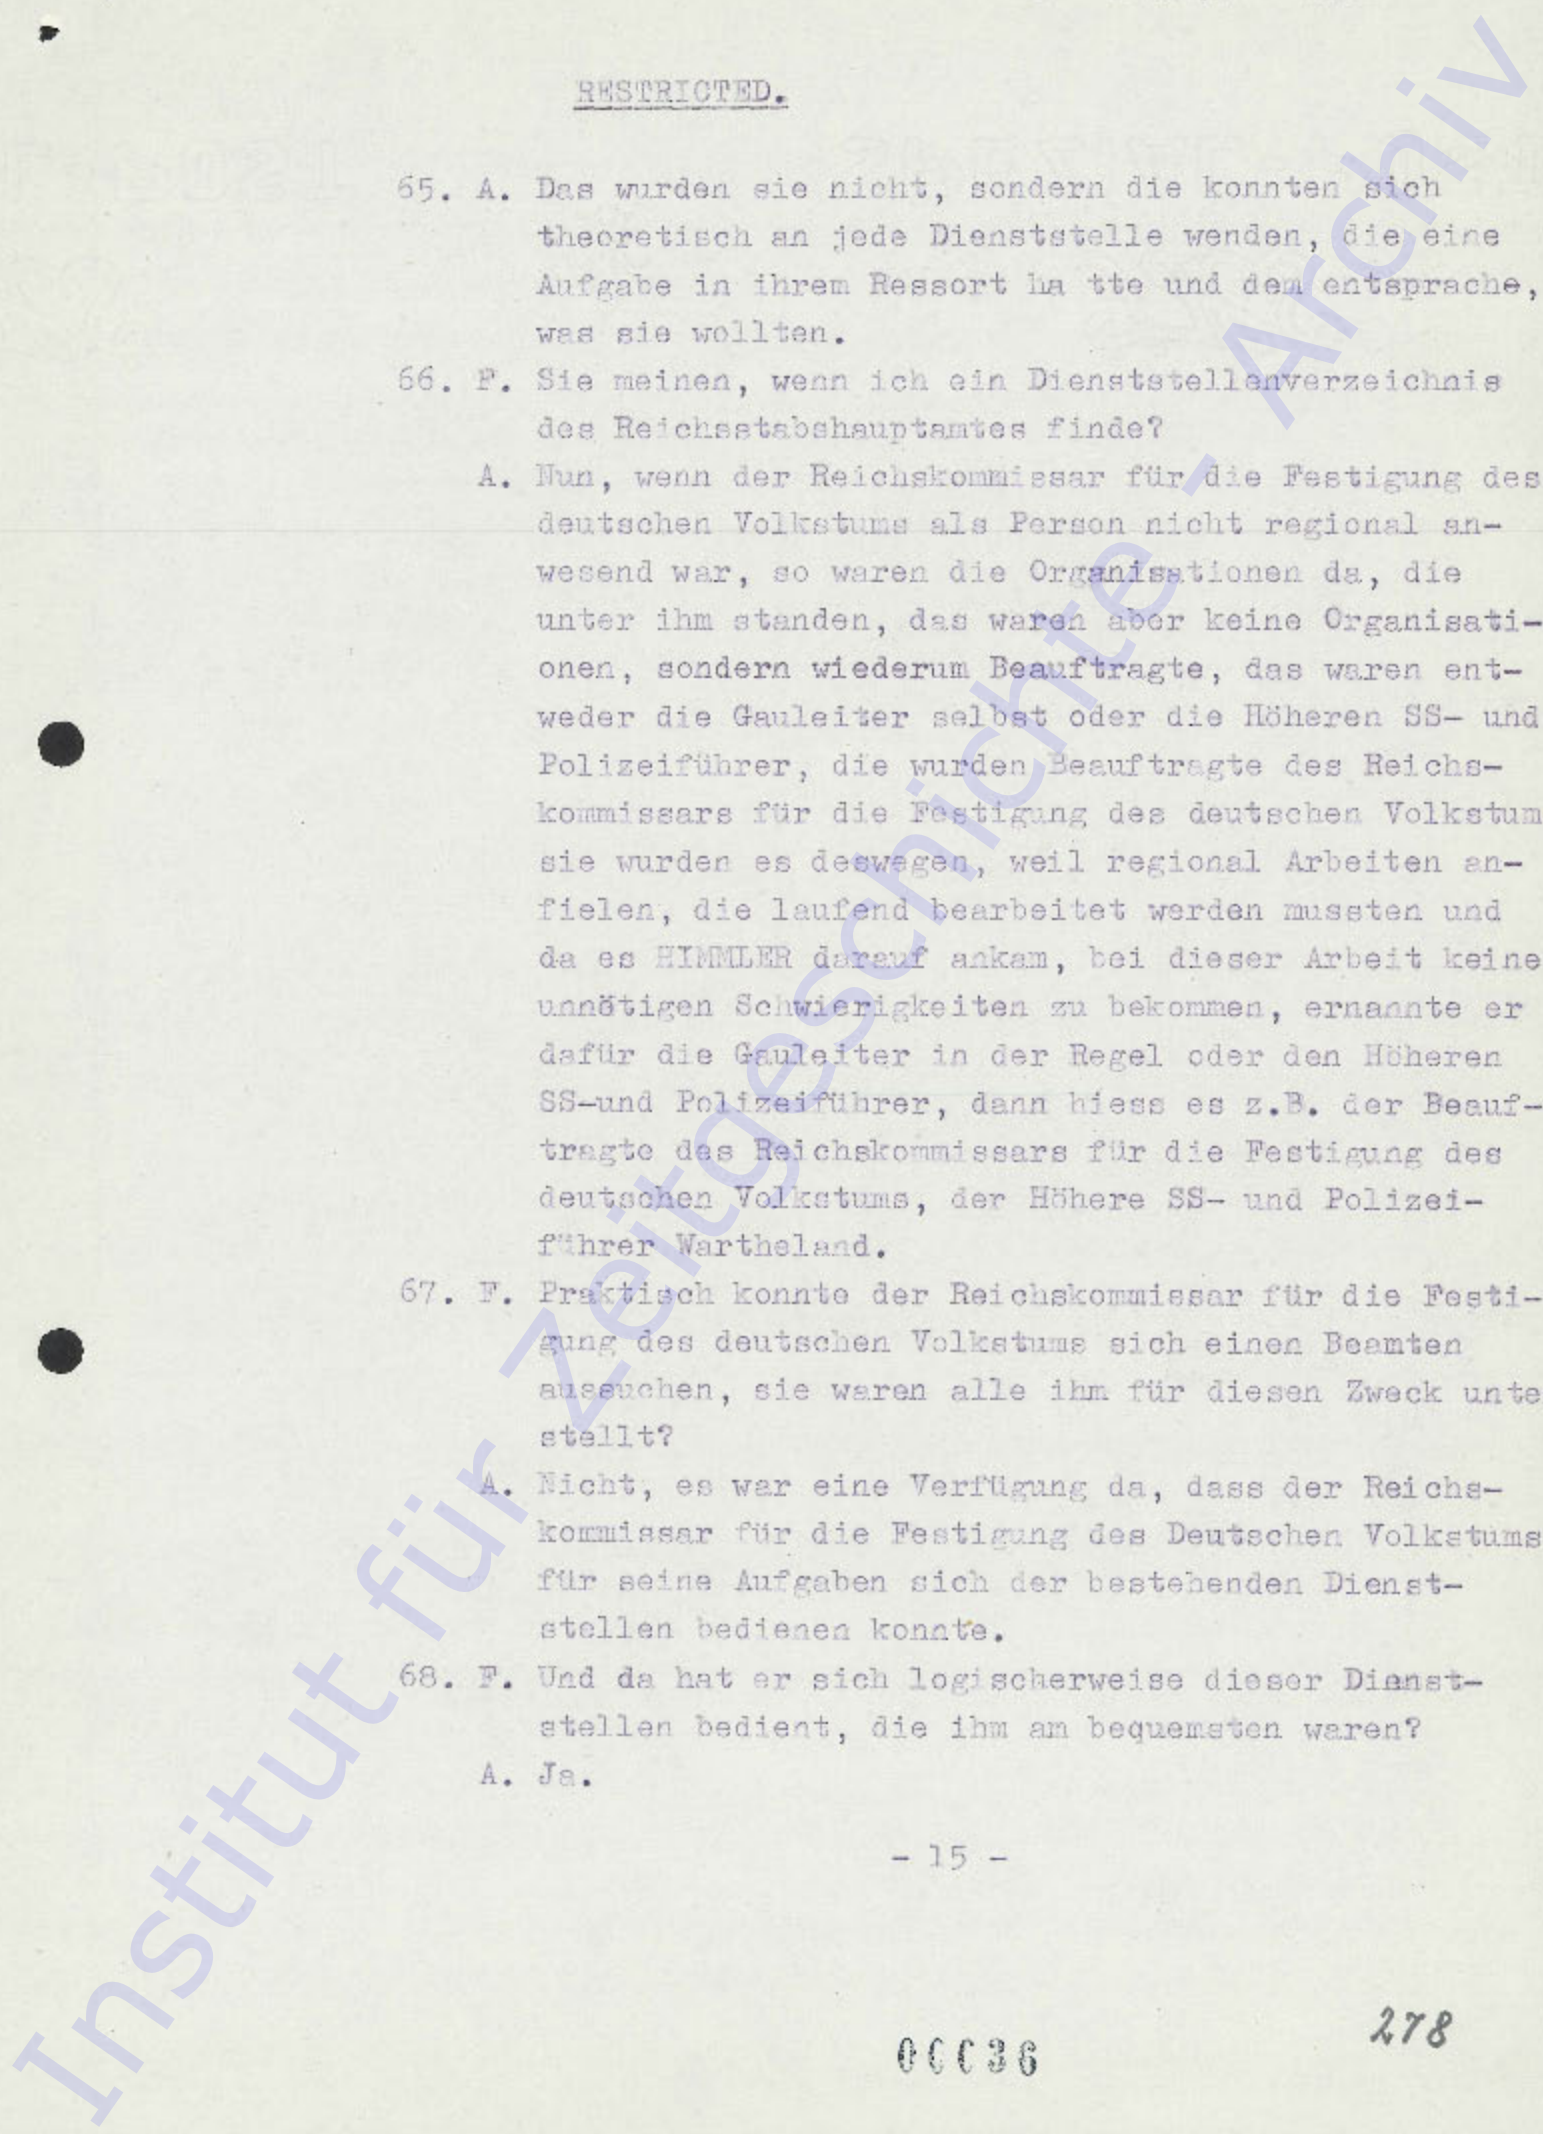 RESTRICTED.
65. A. Das wurden sie nicht, sondern die konnten sich
theoretisch an jede Dienststelle wenden, die eine
Aufgabe in ihrem Ressort ha tte und dem entsprache,
was sie wollten.
66. F. Sie meinen, wenn ich ein Dienststellenverzeichnis
des Reichsstabshauptamtes finde?
A. Nun, wenn der Reichskommissar für die Festigung des
deutschen Volkstums als Person nicht regional an-
wesend war, so waren die Organisationen da, die
unter ihm standen, das waren aber keine Organisati-
onen, sondern wiederum Beauftragte, das waren ent-
weder die Gauleiter selbst oder die Höheren SS- und
Polizeiführer, die wurden Beauftragte des Reichs-
kommissars für die Festigung des deutschen Volkstum
sie wurden es deswegen, weil regional Arbeiten an-
fielen, die laufend bearbeitet werden mussten und
da es HIMMLER darauf ankam, bei dieser Arbeit keine
unnötigen Schwierigkeiten zu bekommen, ernannte er
dafür die Gauleiter in der Regel oder den Höheren
SS-und Polizeiführer, dann hiess es z.B. der Beauf-
tragte des Reichskommissars für die Festigung des
deutschen Volkstums, der Höhere SS- und Polizei-
führer Wartheland.
67. F. Praktisch konnte der Reichskommissar für die Festi-
gung des deutschen Volkstums sich einen Beamten
aussuchen, sie waren alle ihm für diesen Zweck unte
stellt?
A. Nicht, es war eine Verfügung da, dass der Reichs-
kommissar für die Festigung des Deutschen Volkstums
für seine Aufgaben sich der bestehenden Dienst-
stellen bedienen konnte.
68. F. Und da hat er sich logischerweise dieser Dienst-
stellen bedient, die ihm am bequemsten waren?
A. Ja.
- 15 -
278
00036
Institut für Zeitgeschichte - Archiv